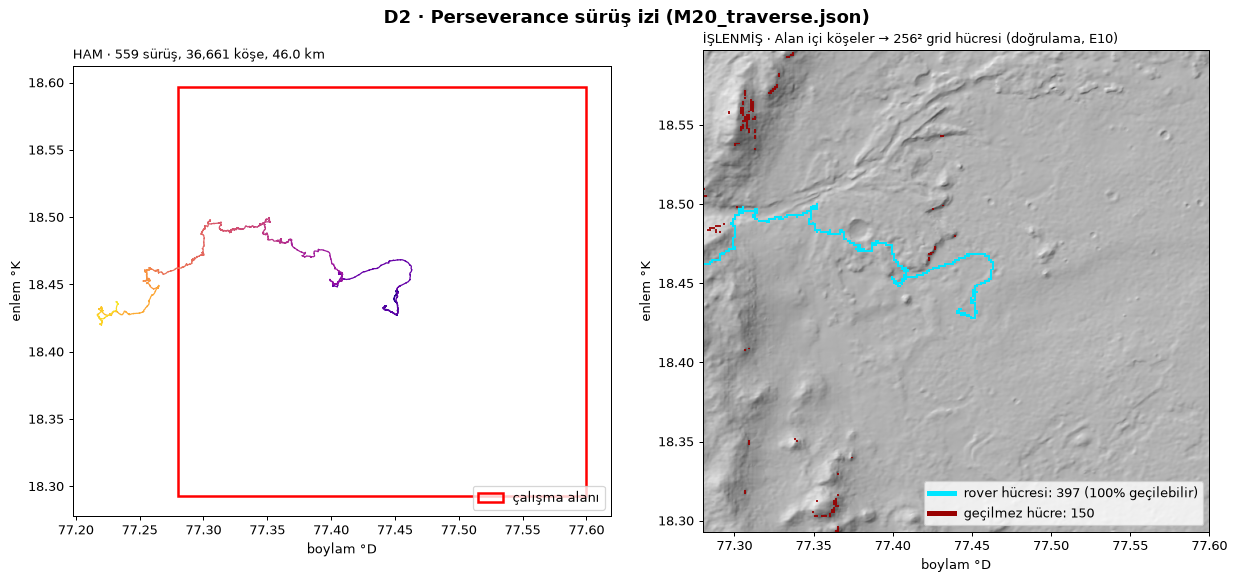 D2 · Perseverance sürüş izi (M20_traverse.json)
HAM · 559 sürüş, 36,661 köşe, 46.0 km
18.60
18.55
18.50
18.45
18.40
18.35
18.30
enlem °K
77.20 77.25 77.30 77.35 77.40 77.45 77.50 77.55 77.60
boylam °D
çalışma alanı
İŞLENMİŞ · Alan içi köşeler → 256² grid hücresi (doğrulama, E10)
18.55
18.50
18.45
18.40
18.35
18.30
enlem °K
77.30 77.35 77.40 77.45 77.50 77.55 77.60
boylam °D
rover hücresi: 397 (100% geçilebilir)
geçilmez hücre: 150